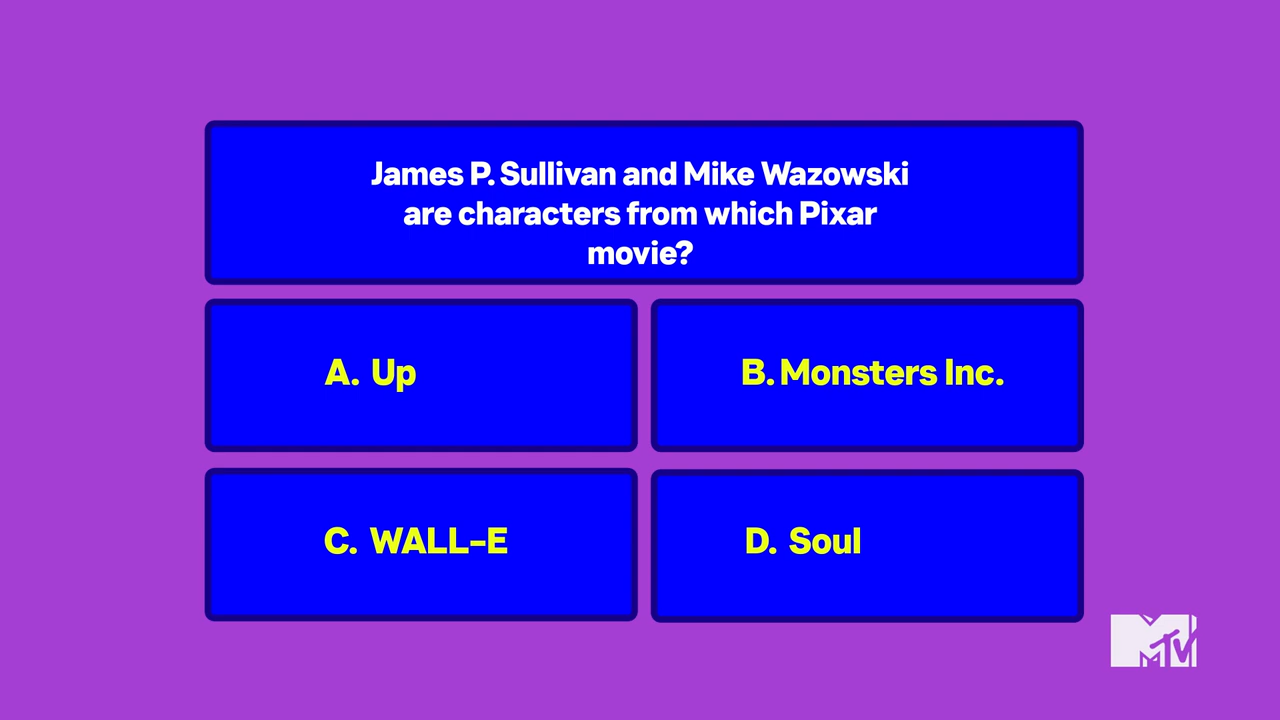 James P. Sullivan and Mike Wazowski
are characters from which Pixar
movie?
A. Up
B. Monsters Inc.
C. WALL-E
D. Soul
MTV